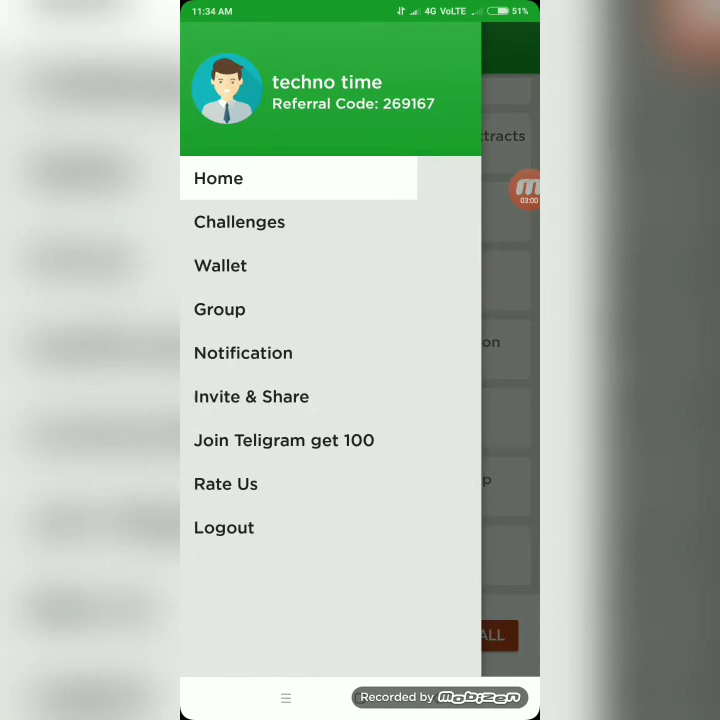 11:34 AM 4G VoLTE 51%
techno time
Referral Code: 269167
Home
Challenges
Wallet
Group
Notification
Invite & Share
Join Teligram get 100
Rate Us
Logout
tracts
03:00
on
p
ALL
Recorded by mobizen